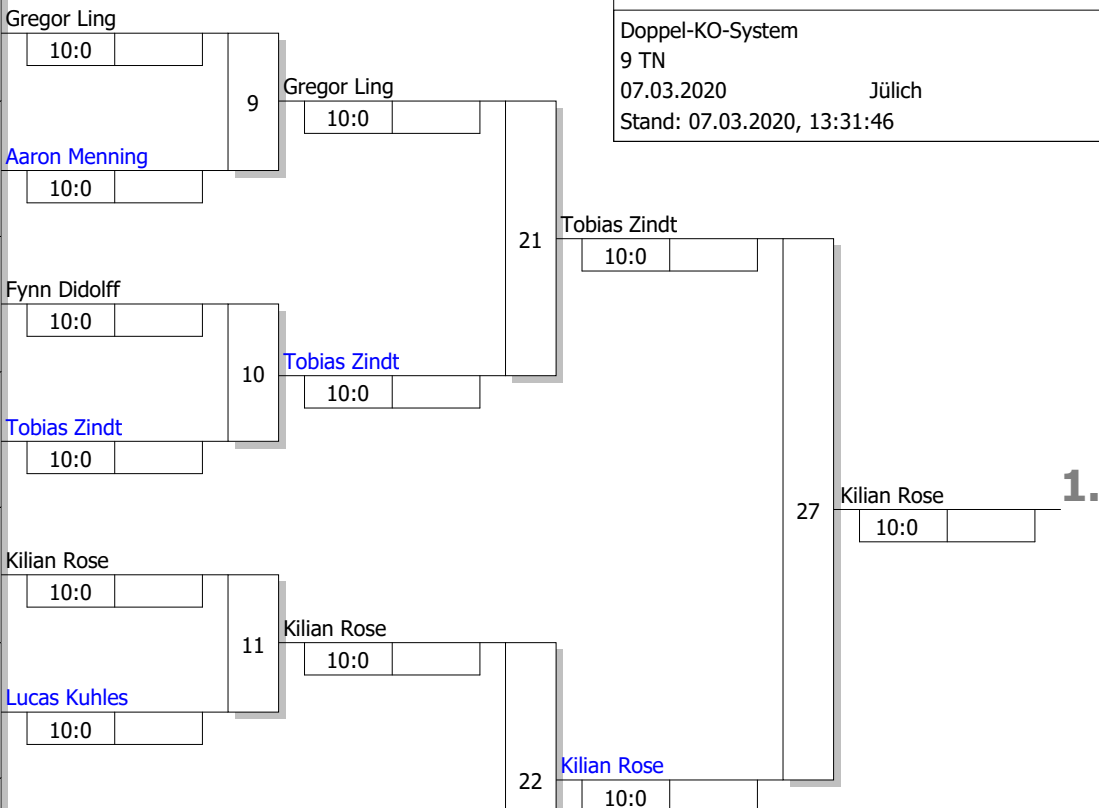 Gregor Ling
10:0
9
Aaron Menning
10:0
Gregor Ling
10:0
Doppel-KO-System
9 TN
07.03.2020 Jülich
Stand: 07.03.2020, 13:31:46
21
Tobias Zindt
10:0
Fynn Didolff
10:0
10
Tobias Zindt
10:0
Tobias Zindt
10:0
27
Kilian Rose
10:0
1.
Kilian Rose
10:0
11
Lucas Kuhles
10:0
Kilian Rose
10:0
22
Kilian Rose
10:0